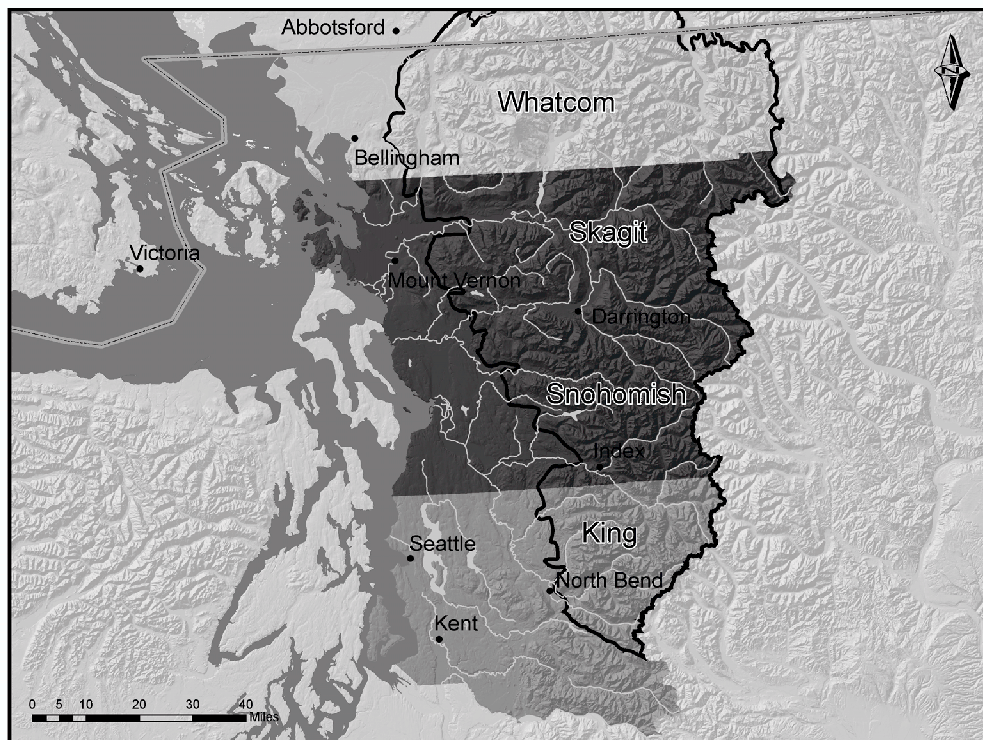 Abbotsford
Whatcom
N
Bellingham
Skagit
Victoria
Mount Vernon
Darrington
Snohomish
Index
King
Seattle
North Bend
Kent
0 5 10 20 30 40
Miles